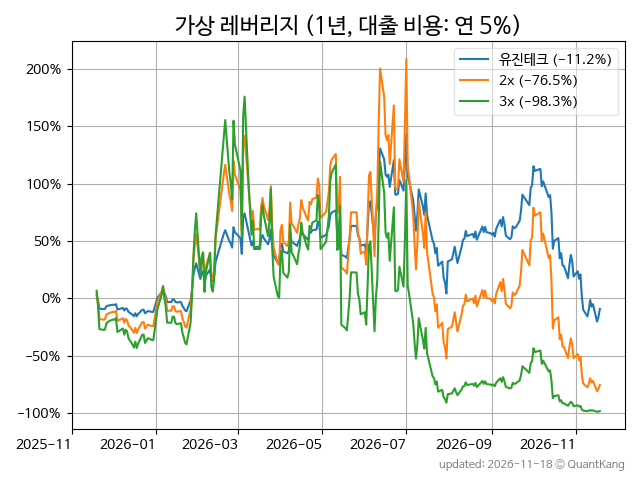 가상 레버리지 (1년, 대출 비용: 연 5%)
유진테크 (-11.2%)
2x (-76.5%)
3x (-98.3%)
200%
150%
100%
50%
0%
−50%
−100%
2025-11 2026-01 2026-03 2026-05 2026-07 2026-09 2026-11
updated: 2026-11-18 © QuantKang